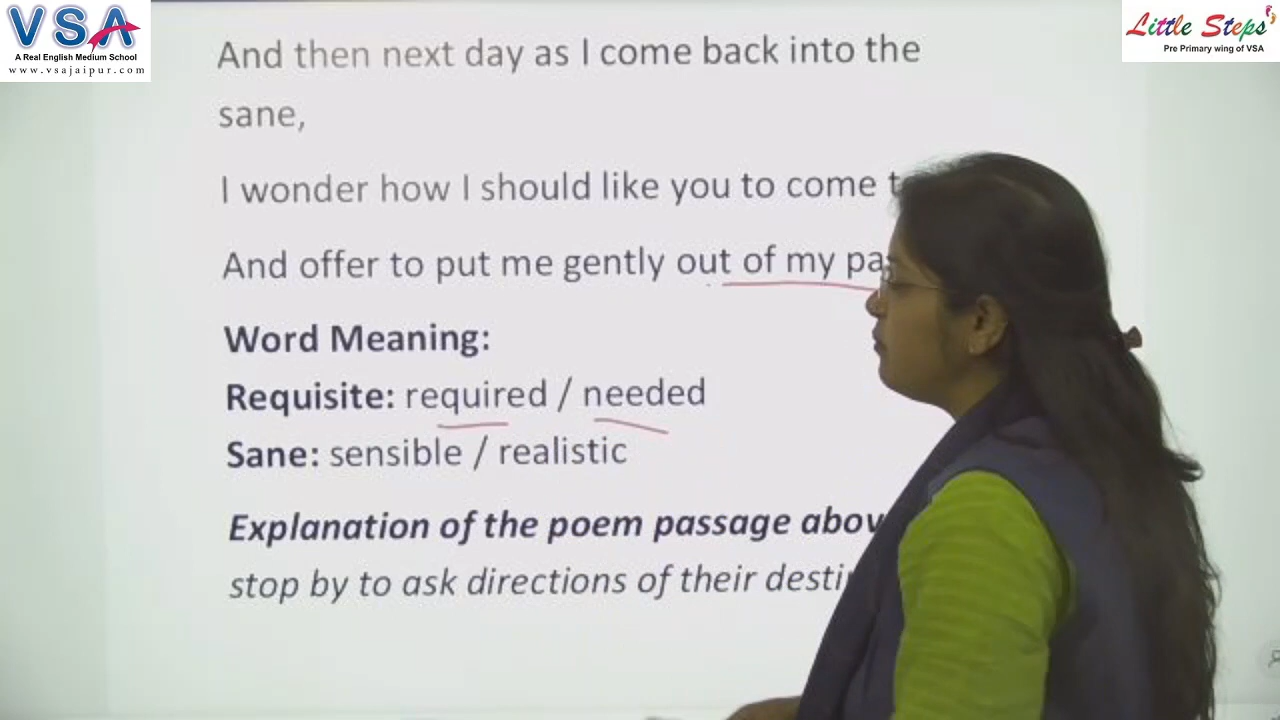 VSA
A Real English Medium School
www.vsajaipur.com
Little Steps
Pre Primary wing of VSA
And then next day as I come back into the
sane,
I wonder how I should like you to come
And offer to put me gently out of my
Word Meaning:
Requisite: required / needed
Sane: sensible / realistic
Explanation of the poem passage
stop by to ask directions of their